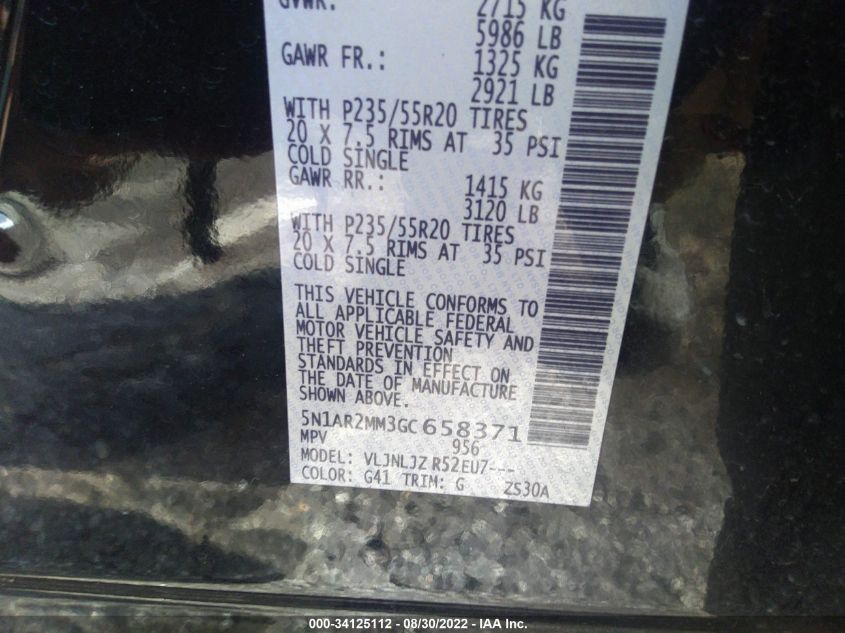 GVWR: 2715 KG
5986 LB
GAWR FR.: 1325 KG
2921 LB
WITH P235/55R20 TIRES
20 X 7.5 RIMS AT 35 PSI
COLD SINGLE
GAWR RR.: 1415 KG
3120 LB
WITH P235/55R20 TIRES
20 X 7.5 RIMS AT 35 PSI
COLD SINGLE
THIS VEHICLE CONFORMS TO
ALL APPLICABLE FEDERAL
MOTOR VEHICLE SAFETY AND
THEFT PREVENTION
STANDARDS IN EFFECT ON
THE DATE OF MANUFACTURE
SHOWN ABOVE.
5N1AR2MM3GC658371
MPV 956
MODEL: VLJNLJZ R52EU7---
COLOR: G41 TRIM: G ZS30A
000-34125112 - 08/30/2022 - IAA Inc.